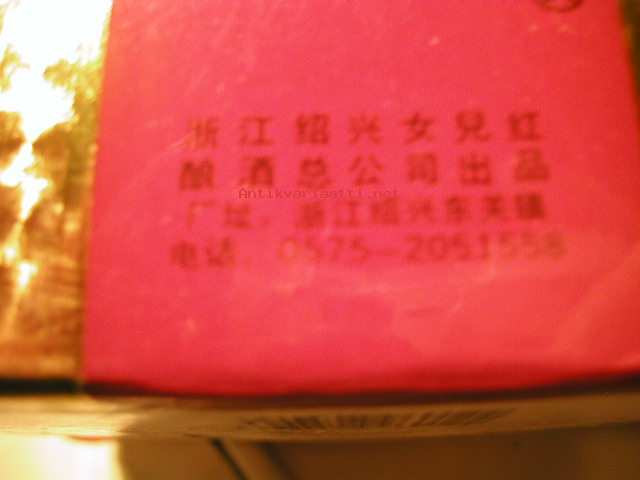 浙江绍兴女兒红
酿酒总公司出品
Antikvariaatti.net
厂址：浙江绍兴东关镇
电话：0575—2051558